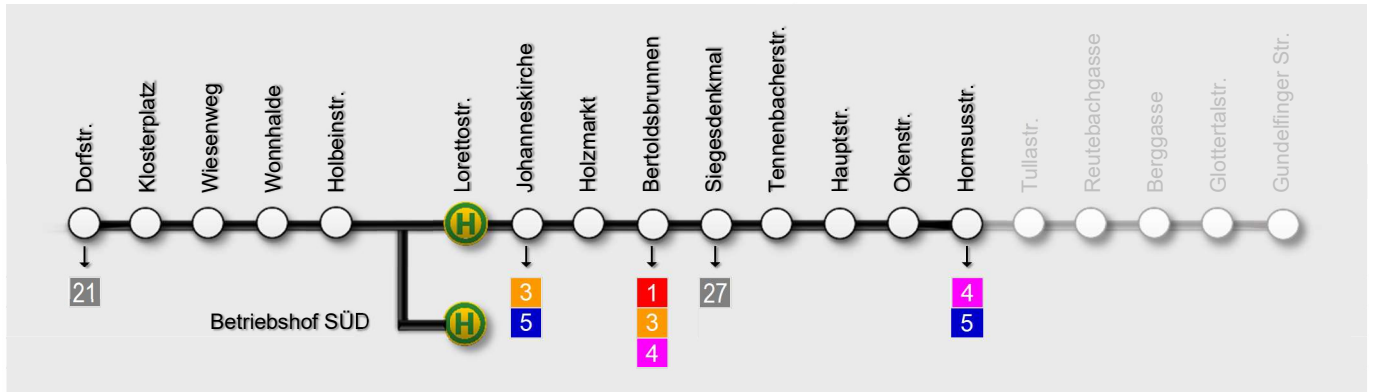 Dorfstr.
Klosterplatz
Wiesenweg
Wonnhalde
Holbeinstr.
Lorettostr.
Johanneskirche
Holzmarkt
Bertoldsbrunnen
Siegesdenkmal
Tennenbacherstr.
Hauptstr.
Okenstr.
Hornsusstr.
Tullastr.
Reutebachgasse
Berggasse
Glottertalstr.
Gundelfinger Str.
H
21
3
5
1
3
4
27
4
5
Betriebshof SÜD
H